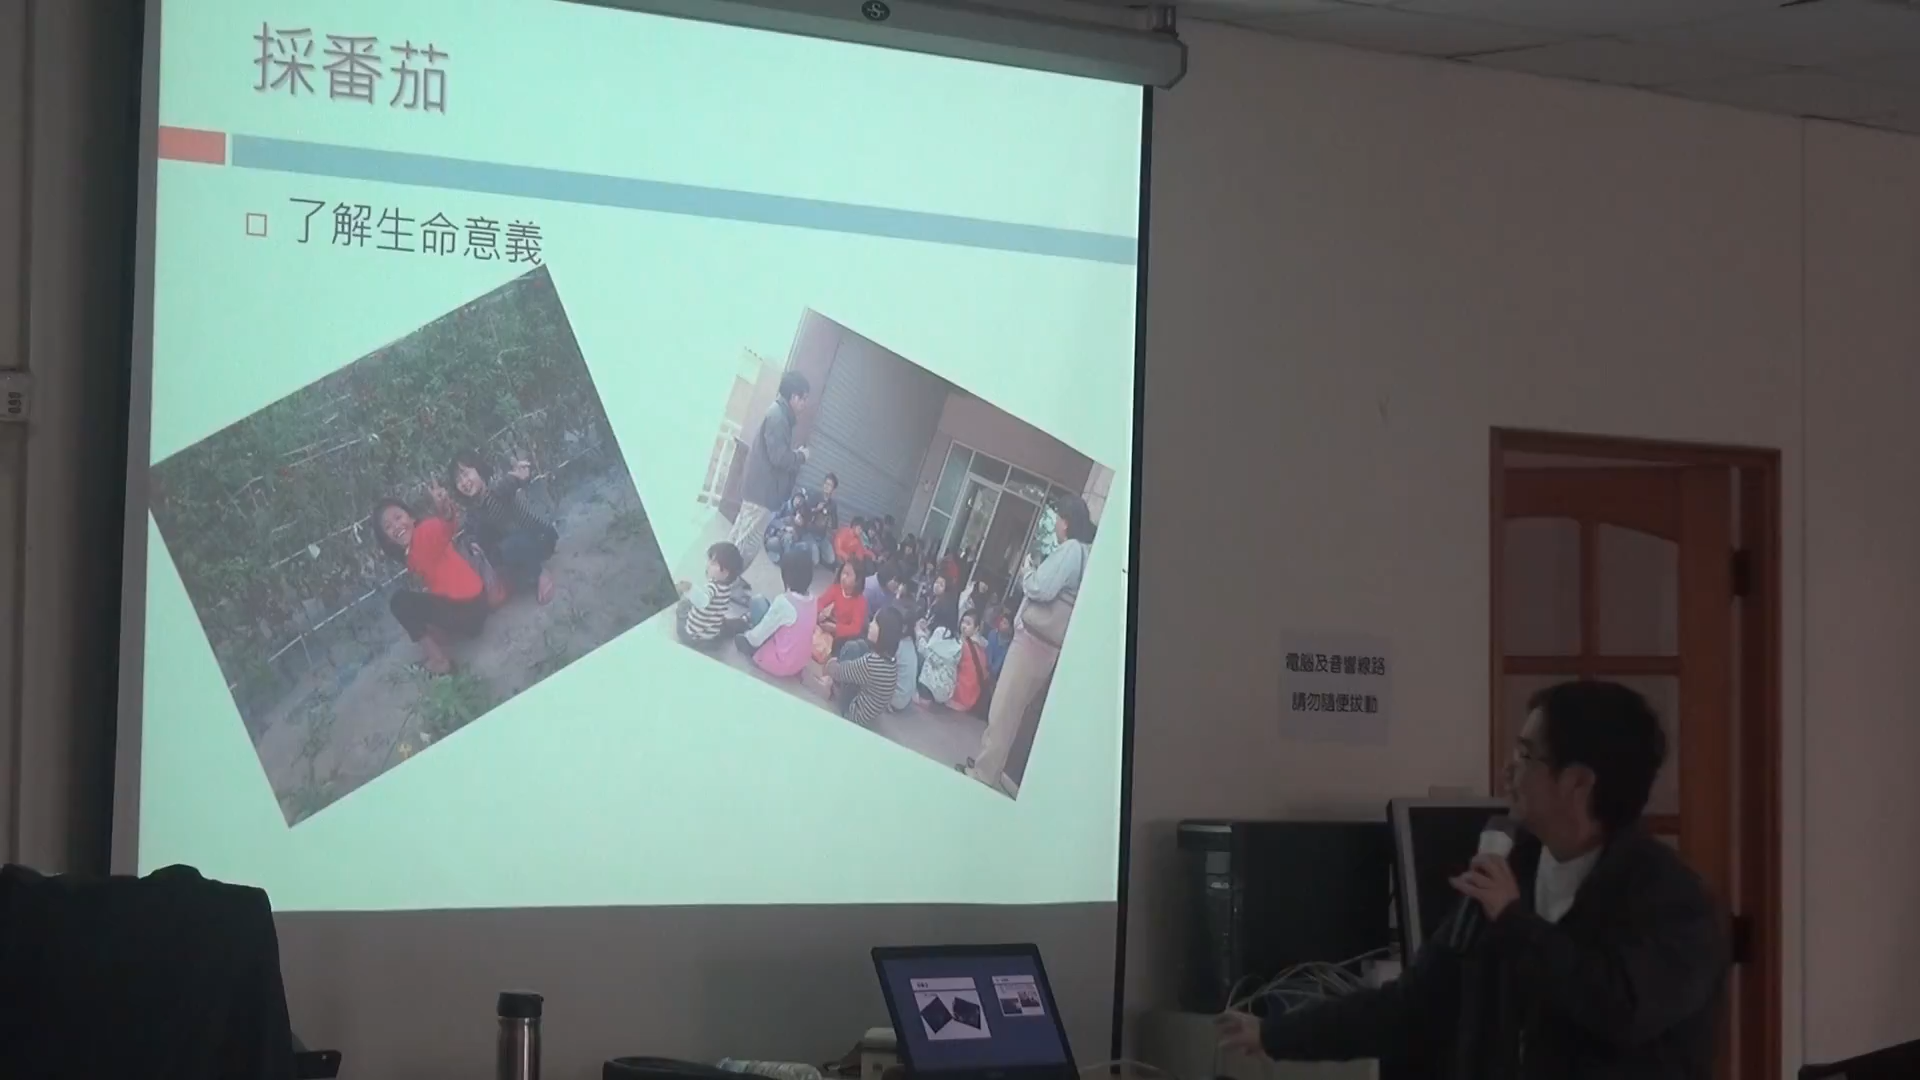 採番茄
了解生命意義
電腦及音響線路
請勿隨便拔動